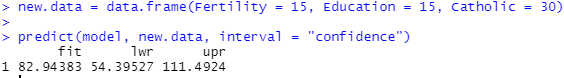 > new.data = data.frame(Fertility = 15, Education = 15, Catholic = 30)
>
> predict(model, new.data, interval = "confidence")
       fit      lwr      upr
1 82.94383 54.39527 111.4924